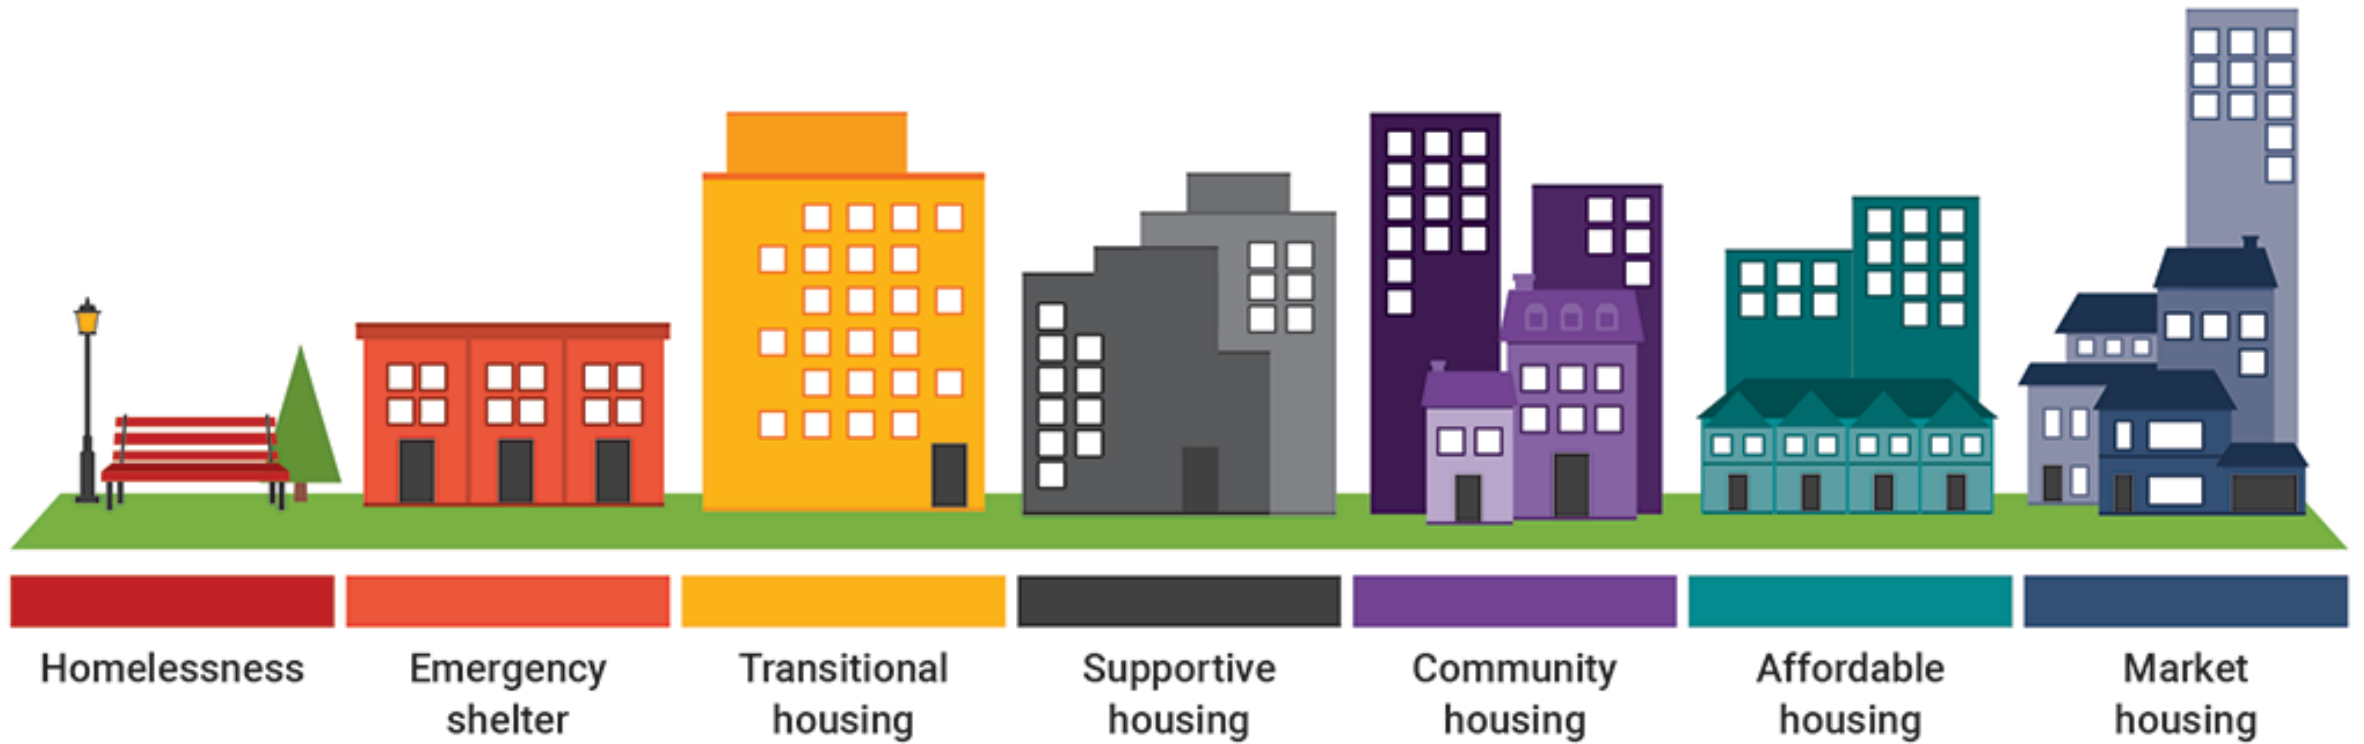 Homelessness
Emergency
shelter
Transitional
housing
Supportive
housing
Community
housing
Affordable
housing
Market
housing